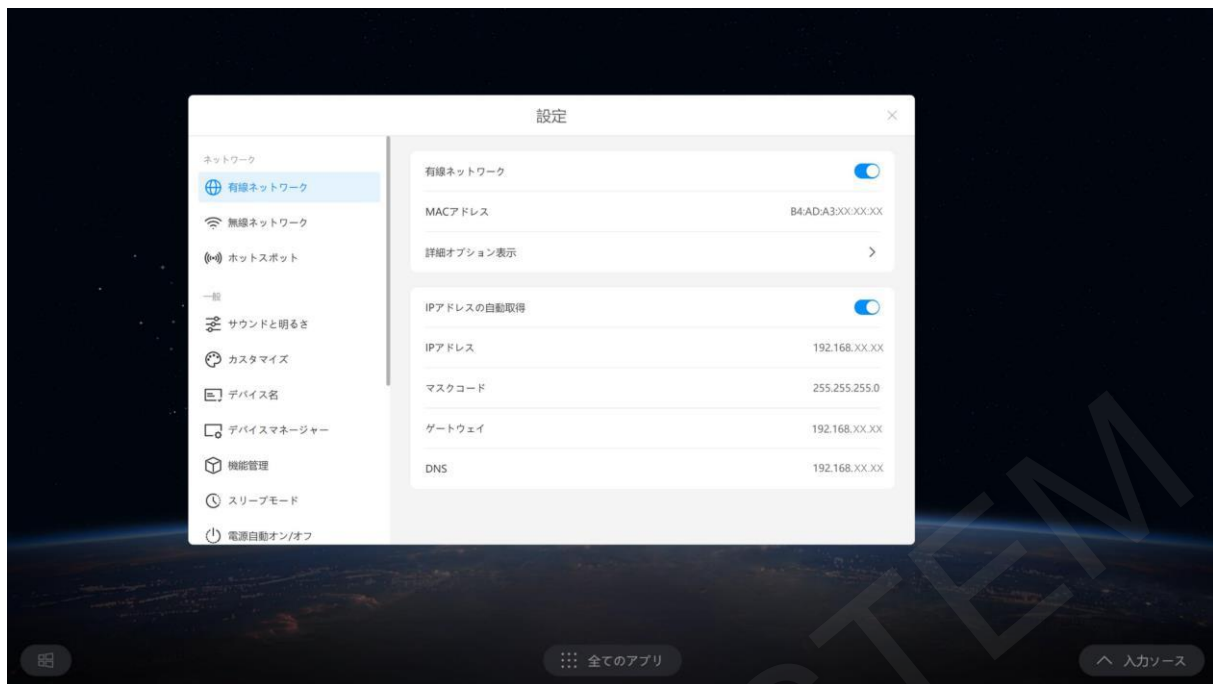 設定
ネットワーク
有線ネットワーク
無線ネットワーク
ホットスポット
一般
サウンドと明るさ
カスタマイズ
デバイス名
デバイスマネージャー
機能管理
スリープモード
電源自動オン/オフ
有線ネットワーク
MACアドレス B4:AD:A3:XX:XX:XX
詳細オプション表示
IPアドレスの自動取得
IPアドレス 192.168.XX.XX
マスクコード 255.255.255.0
ゲートウェイ 192.168.XX.XX
DNS 192.168.XX.XX
全てのアプリ
入力ソース
STEM